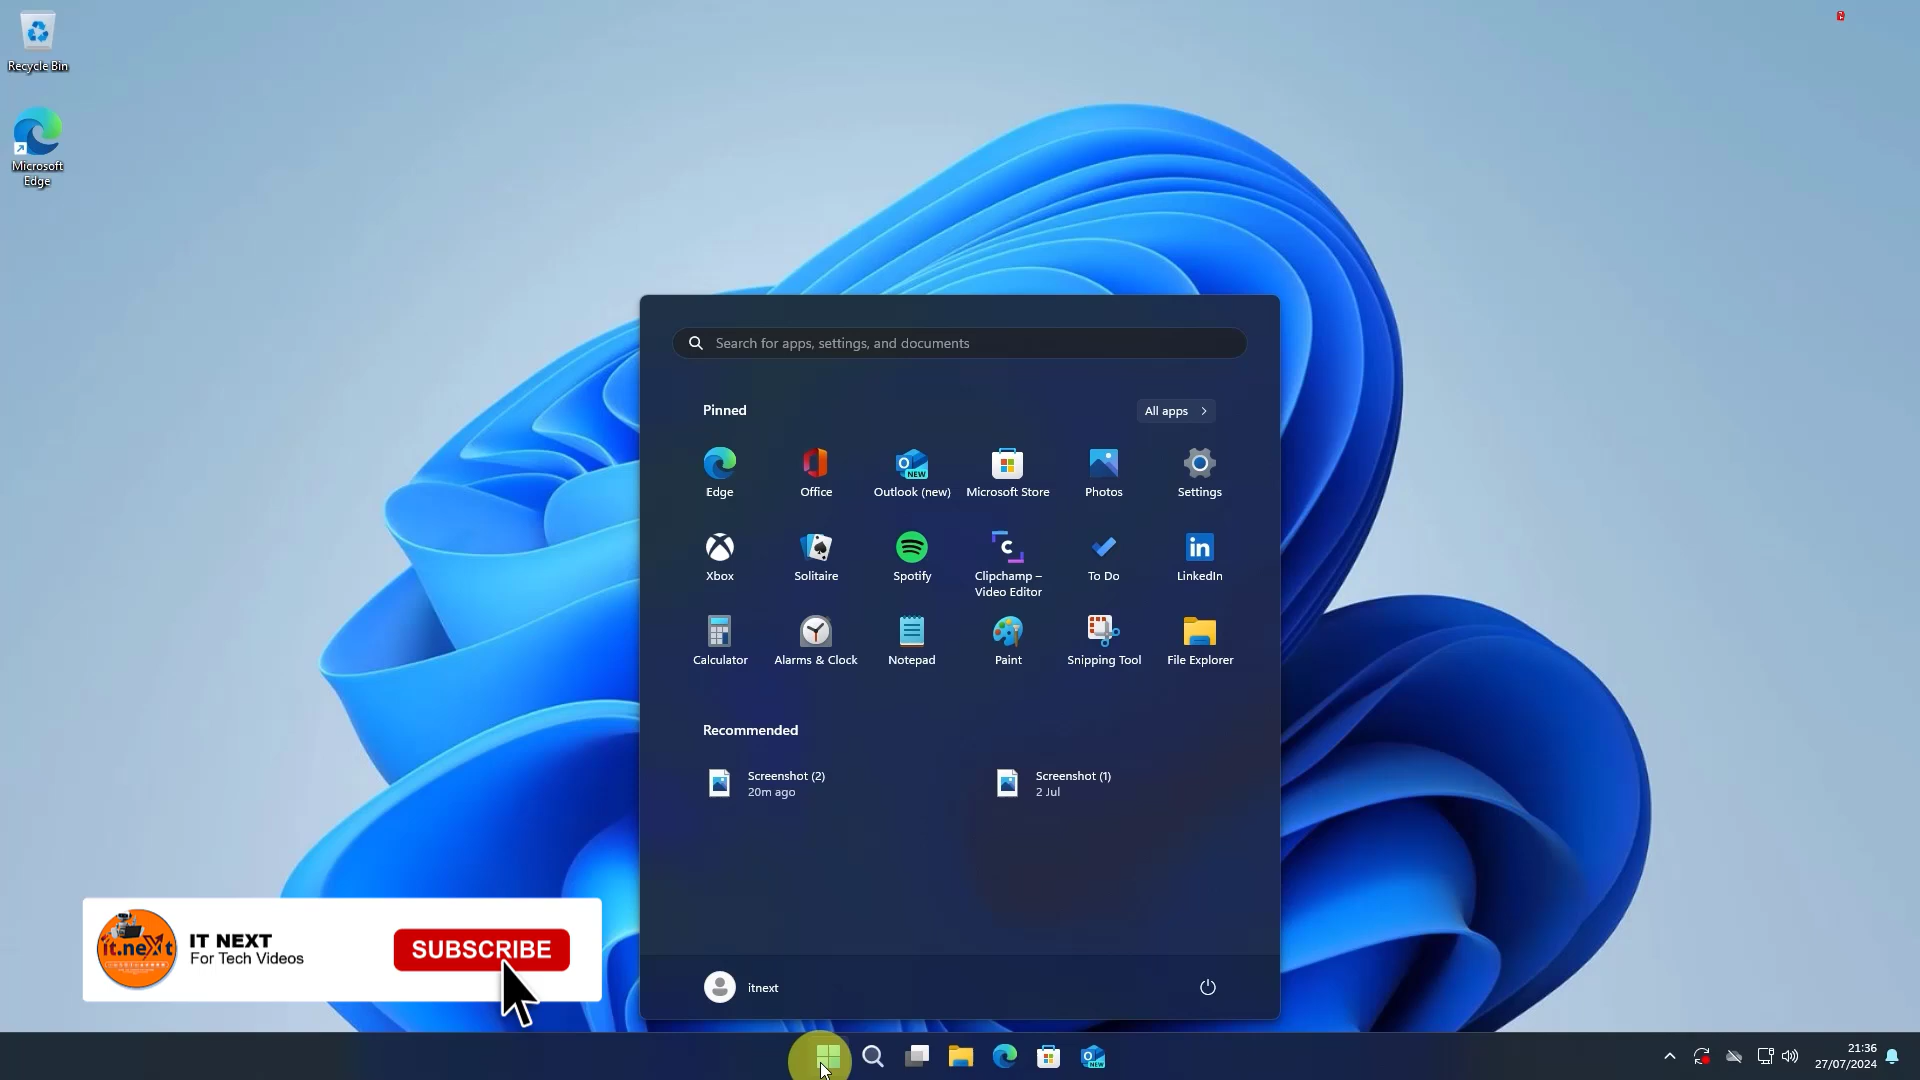 Recycle Bin
Microsoft
Edge
Search for apps, settings, and documents
Pinned
All apps
Edge
Office
Outlook (new)
Microsoft Store
Photos
Settings
Xbox
Solitaire
Spotify
Clipchamp –
Video Editor
To Do
LinkedIn
Calculator
Alarms & Clock
Notepad
Paint
Snipping Tool
File Explorer
Recommended
Screenshot (2)
20m ago
Screenshot (1)
2 Jul
it.neXt
IT NEXT
For Tech Videos
SUBSCRIBE
itnext
21:36
27/07/2024